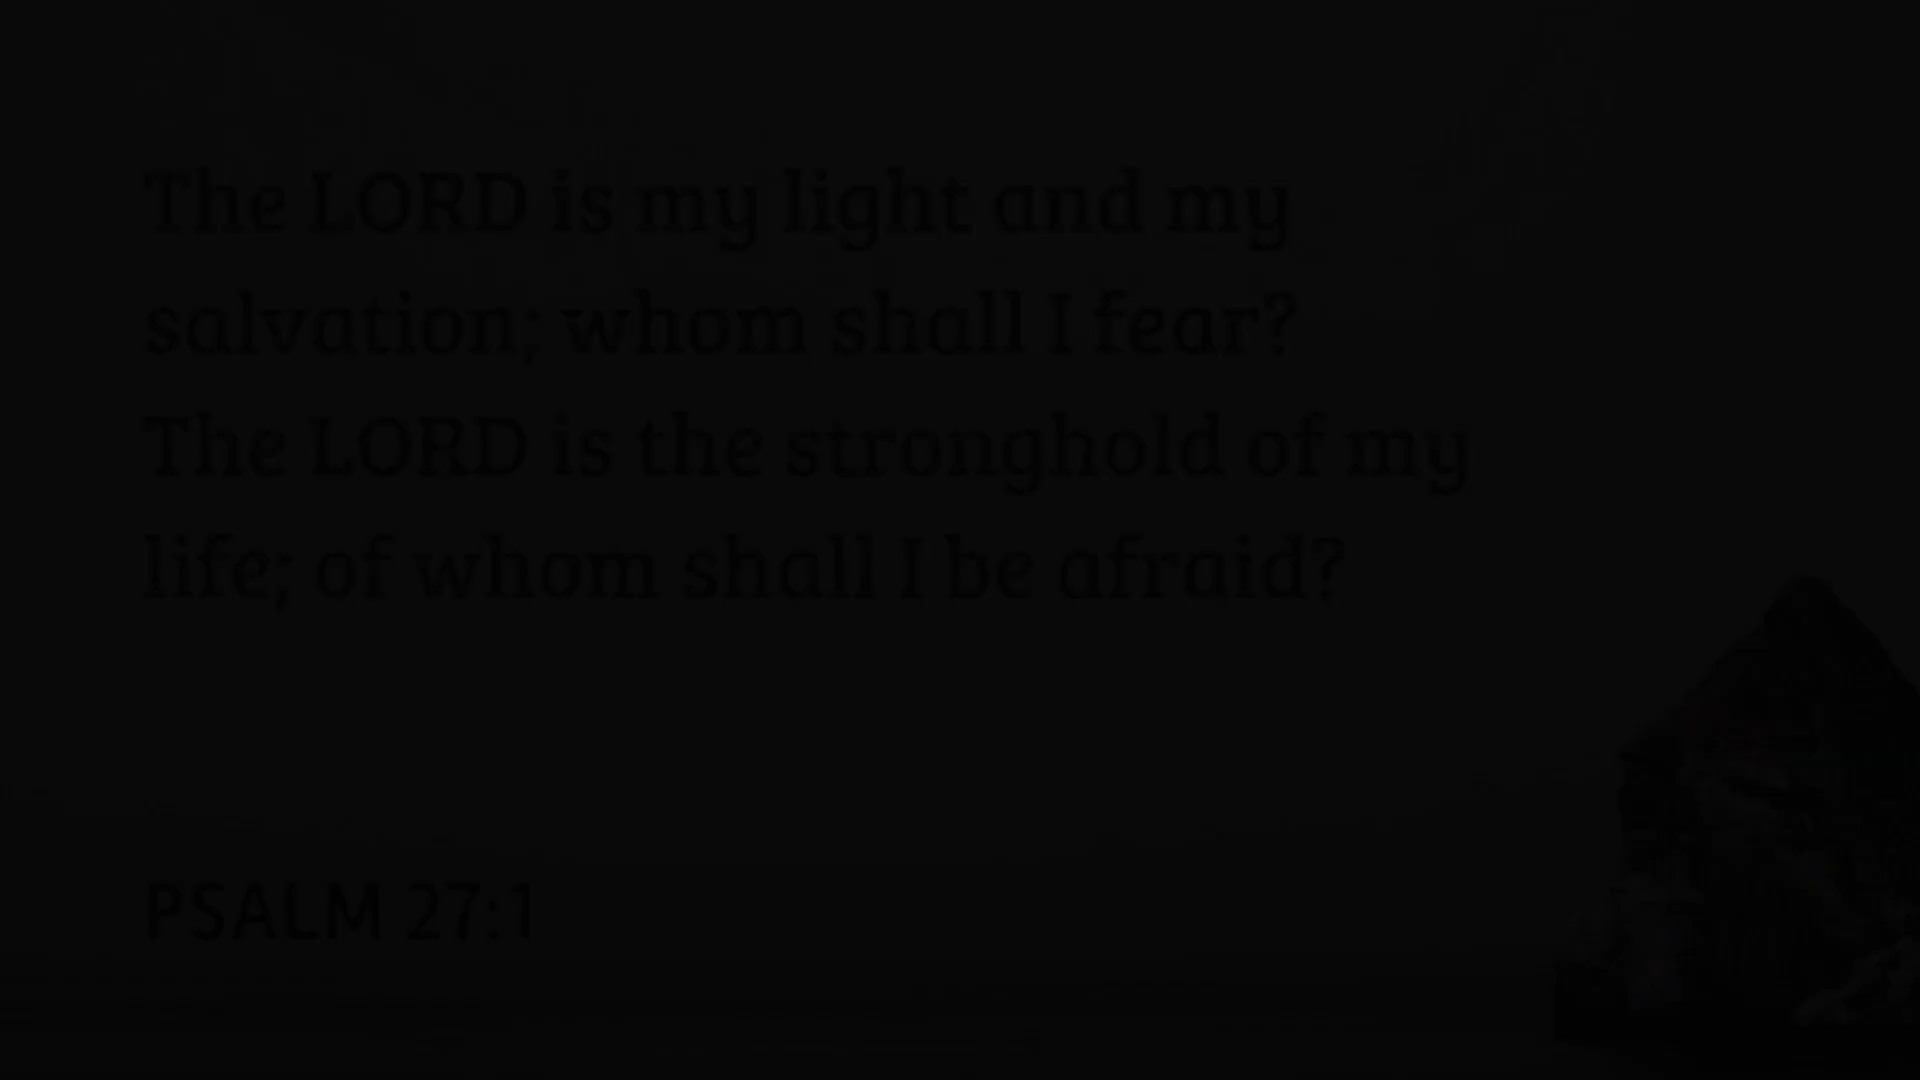 The LORD is my light and my
salvation; whom shall I fear?
The LORD is the stronghold of my
life; of whom shall I be afraid?
PSALM 27:1